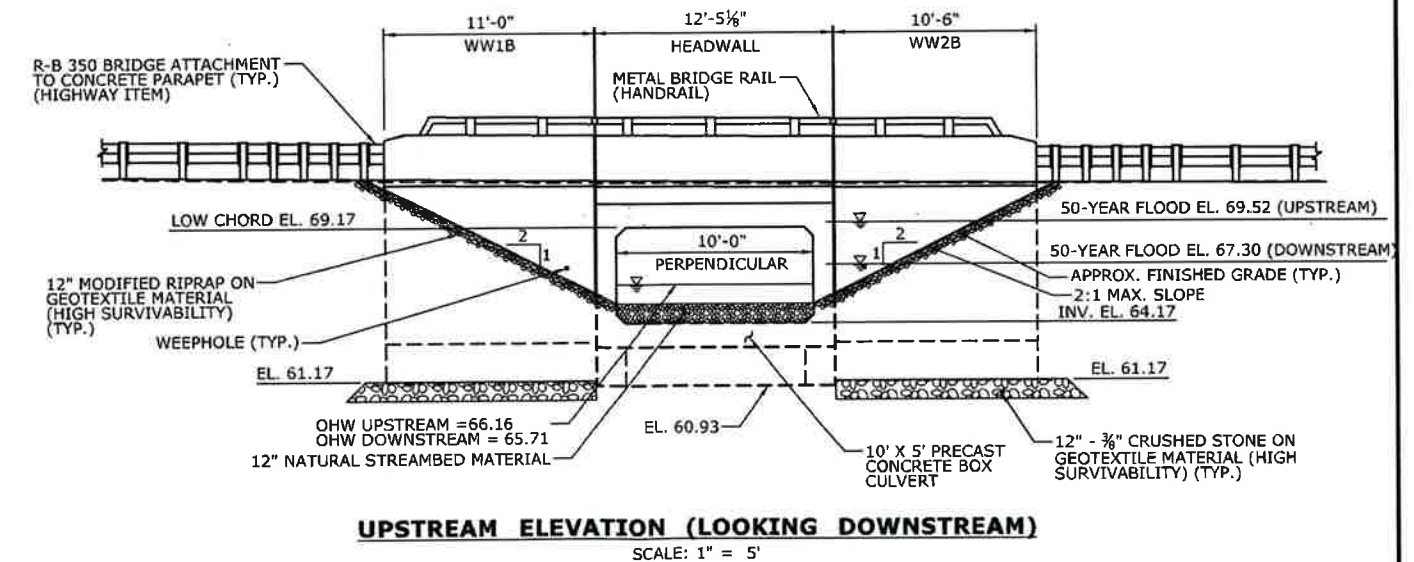 11'-0"
WW1B
12'-5⅛"
HEADWALL
10'-6"
WW2B
R-B 350 BRIDGE ATTACHMENT
TO CONCRETE PARAPET (TYP.)
(HIGHWAY ITEM)
METAL BRIDGE RAIL
(HANDRAIL)
LOW CHORD EL. 69.17
50-YEAR FLOOD EL. 69.52 (UPSTREAM)
2
1
10'-0"
PERPENDICULAR
2
1
50-YEAR FLOOD EL. 67.30 (DOWNSTREAM)
APPROX. FINISHED GRADE (TYP.)
2:1 MAX. SLOPE
INV. EL. 64.17
12" MODIFIED RIPRAP ON
GEOTEXTILE MATERIAL
(HIGH SURVIVABILITY)
(TYP.)
WEEPHOLE (TYP.)
EL. 61.17
EL. 61.17
OHW UPSTREAM =66.16
OHW DOWNSTREAM = 65.71
12" NATURAL STREAMBED MATERIAL
EL. 60.93
10' X 5' PRECAST
CONCRETE BOX
CULVERT
12" - ⅜" CRUSHED STONE ON
GEOTEXTILE MATERIAL (HIGH
SURVIVABILITY) (TYP.)
UPSTREAM ELEVATION (LOOKING DOWNSTREAM)
SCALE: 1" = 5'